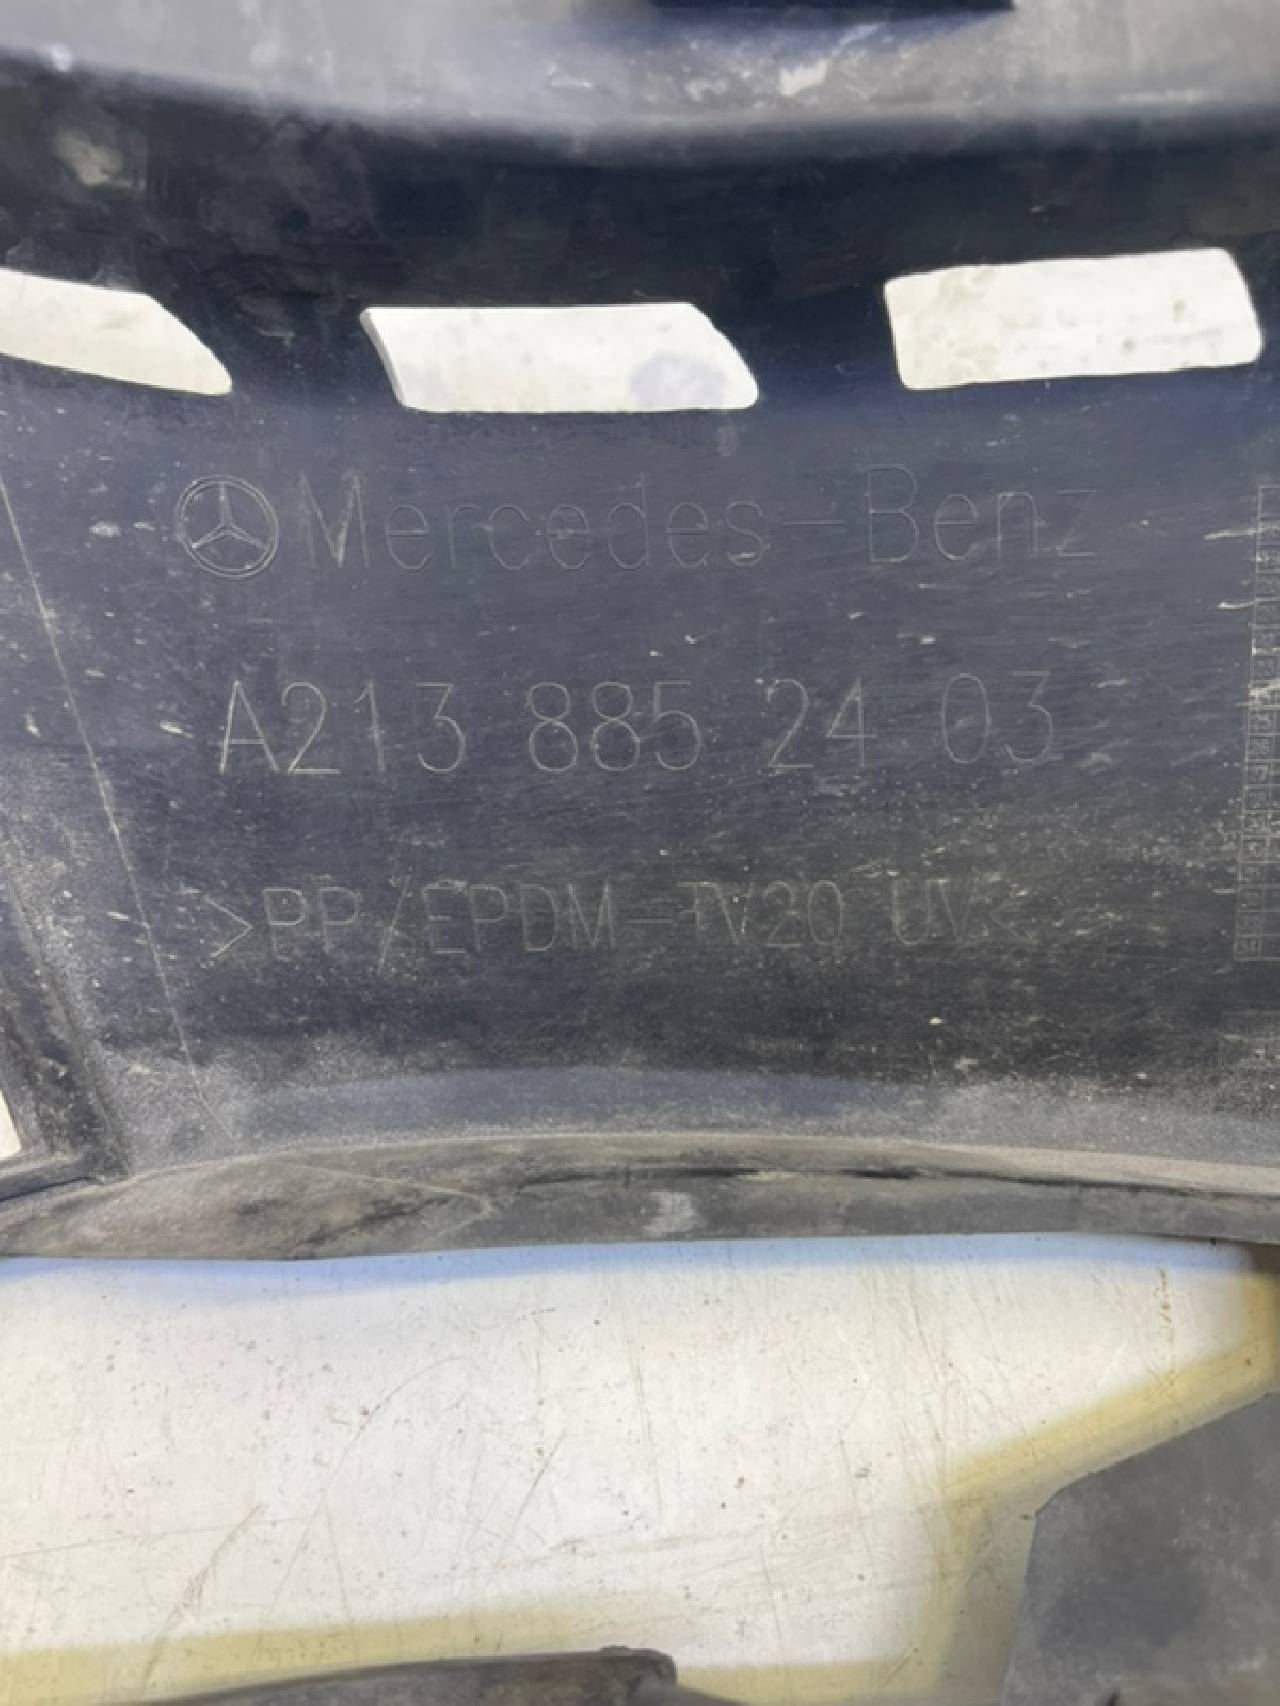 Mercedes-Benz
A213 885 24 03
>PP/EPDM-TV20 UV<